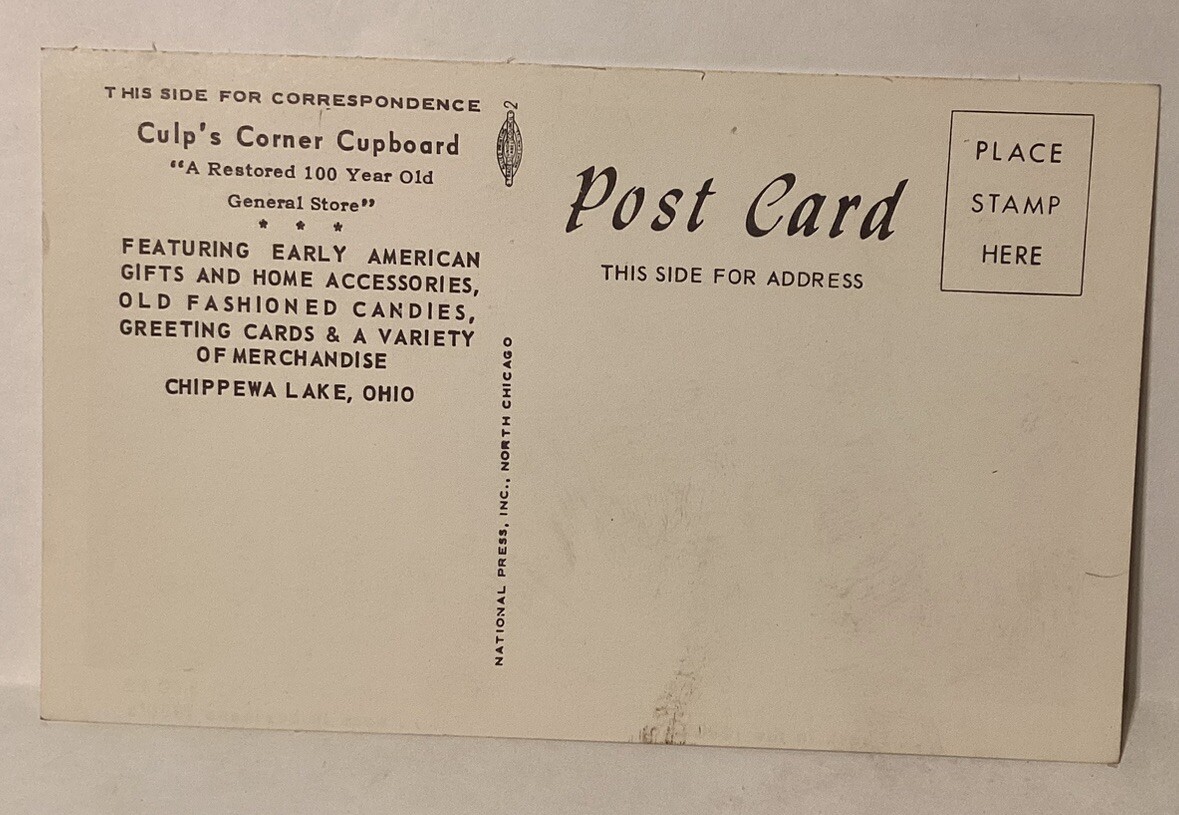 THIS SIDE FOR CORRESPONDENCE
Culp's Corner Cupboard
"A Restored 100 Year Old
General Store"
* * *
FEATURING EARLY AMERICAN
GIFTS AND HOME ACCESSORIES,
OLD FASHIONED CANDIES,
GREETING CARDS & A VARIETY
OF MERCHANDISE
CHIPPEWA LAKE, OHIO
2
NATIONAL PRESS, INC., NORTH CHICAGO
Post Card
THIS SIDE FOR ADDRESS
PLACE
STAMP
HERE